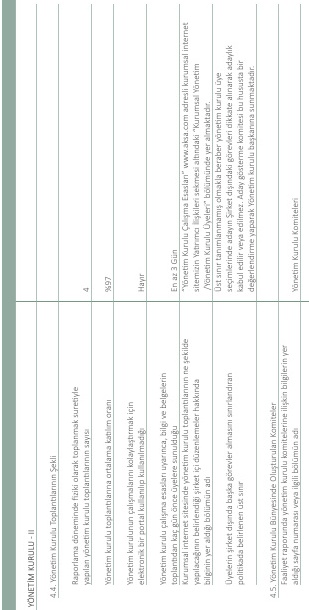 YÖNETİM KURULU - II
4.4. Yönetim Kurulu Toplantılarının Şekli
Raporlama döneminde fiziki olarak toplanmak suretiyle
yapılan yönetim kurulu toplantılarının sayısı
4
Yönetim kurulu toplantılarına ortalama katılım oranı
%97
Yönetim kurulunun çalışmalarını kolaylaştırmak için
elektronik bir portal kullanılıp kullanılmadığı
Hayır
Yönetim kurulu çalışma esasları uyarınca, bilgi ve belgelerin
toplantıdan kaç gün önce üyelere sunulduğu
En az 3 Gün
Kurumsal internet sitesinde yönetim kurulu toplantılarının ne şekilde
yapılacağının belirlendiği şirket içi düzenlemeler hakkında
bilginin yer aldığı bölümün adı
"Yönetim Kurulu Çalışma Esasları" www.aksa.com adresli kurumsal internet
sitemizin Yatırımcı İlişkileri sekmesi altındaki "Kurumsal Yönetim
/Yönetim Kurulu Üyeleri" bölümünde yer almaktadır.
Üyelerin şirket dışında başka görevler almasını sınırlandıran
politikada belirlenen üst sınır
Üst sınır tanımlanmamış olmakla beraber yönetim kurulu üye
seçimlerinde adayın Şirket dışındaki görevleri dikkate alınarak adaylık
kabul edilir veya edilmez. Aday gösterme komitesi bu hususta bir
değerlendirme yaparak Yönetim kurulu başkanına sunmaktadır.
4.5. Yönetim Kurulu Bünyesinde Oluşturulan Komiteler
Faaliyet raporunda yönetim kurulu komitelerine ilişkin bilgilerin yer
aldığı sayfa numarası veya ilgili bölümün adı
Yönetim Kurulu Komiteleri